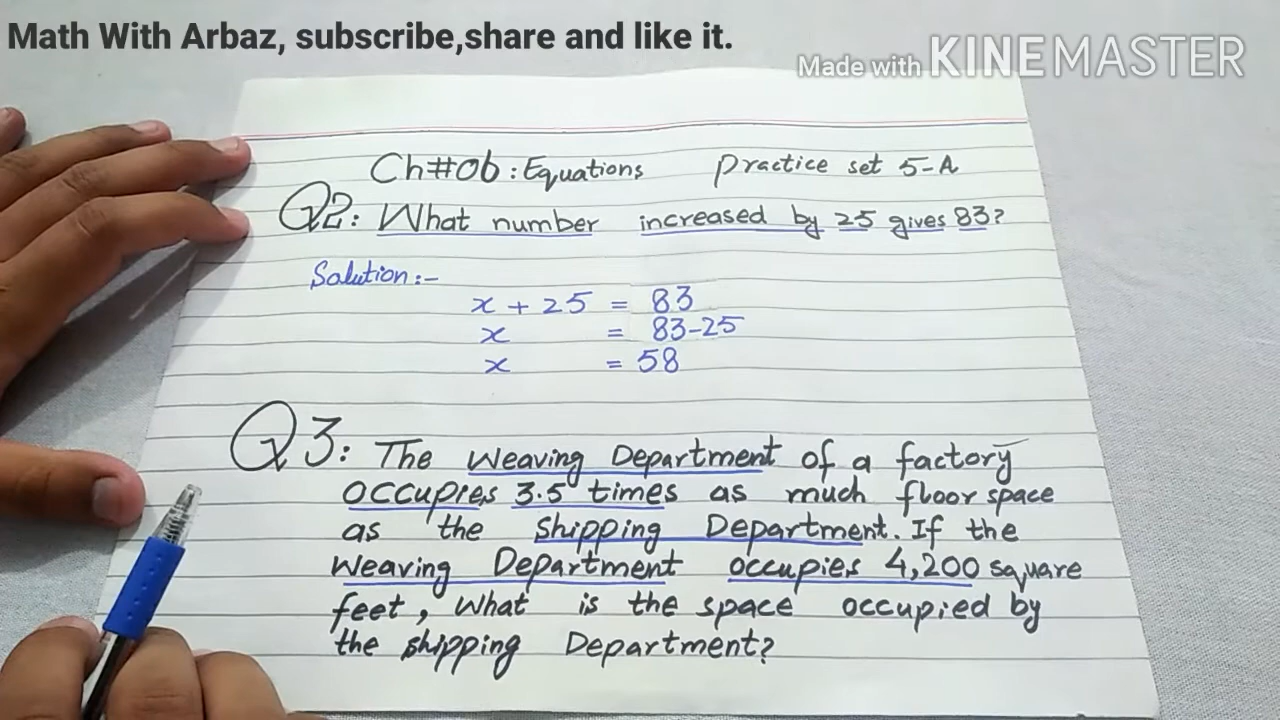 Math With Arbaz, subscribe,share and like it.
Made with KINEMASTER
Ch#06: Equations Practice set 5-A
Q2: What number increased by 25 gives 83?
Solution:-
x + 25 = 83
x = 83-25
x = 58
Q3: The Weaving Department of a factory
occupies 3.5 times as much floor space
as the Shipping Department. If the
Weaving Department occupies 4,200 square
feet, What is the space occupied by
the shipping Department?